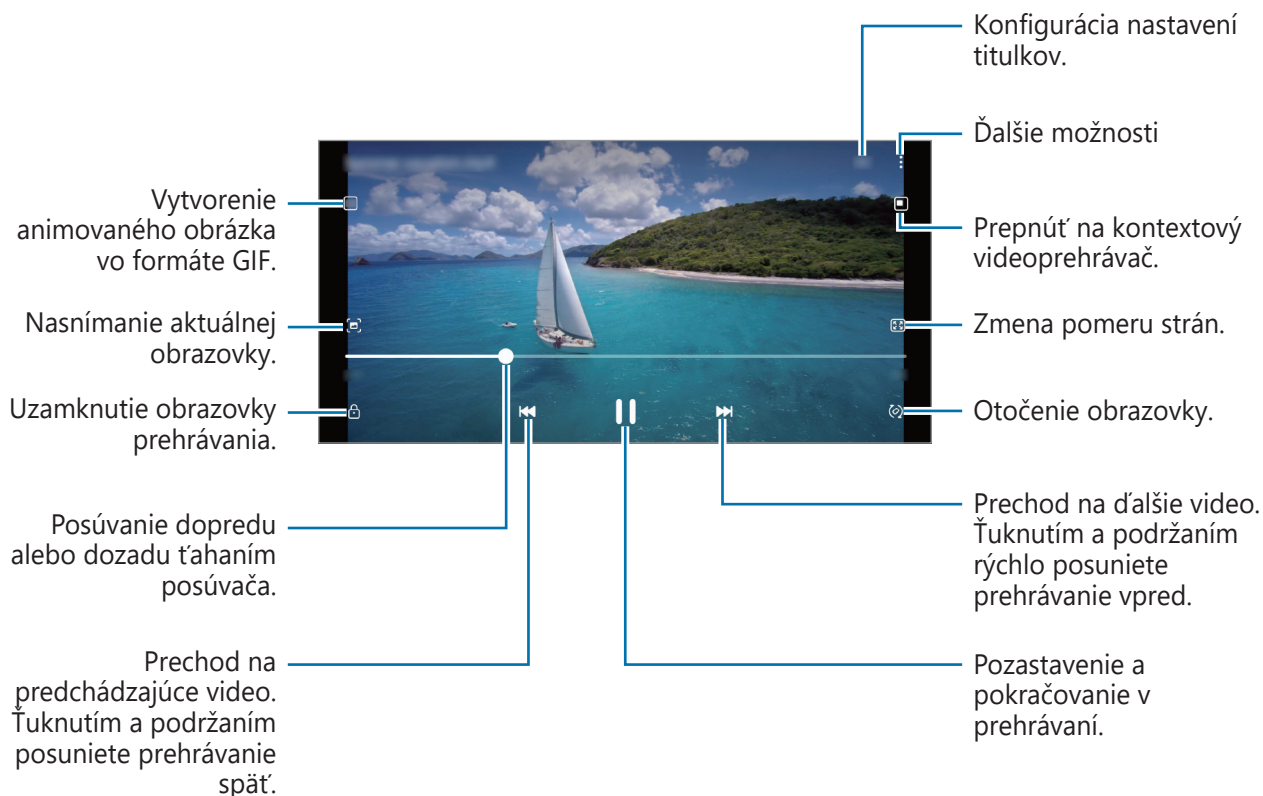 Konfigurácia nastavení
titulkov.
Ďalšie možnosti
Vytvorenie
animovaného obrázka
vo formáte GIF.
Prepnúť na kontextový
videoprehrávač.
Nasnímanie aktuálnej
obrazovky.
Zmena pomeru strán.
Uzamknutie obrazovky
prehrávania.
Otočenie obrazovky.
Posúvanie dopredu
alebo dozadu ťahaním
posúvača.
Prechod na ďalšie video.
Ťuknutím a podržaním
rýchlo posuniete
prehrávanie vpred.
Prechod na
predchádzajúce video.
Ťuknutím a podržaním
posuniete prehrávanie
späť.
Pozastavenie a
pokračovanie v
prehrávaní.